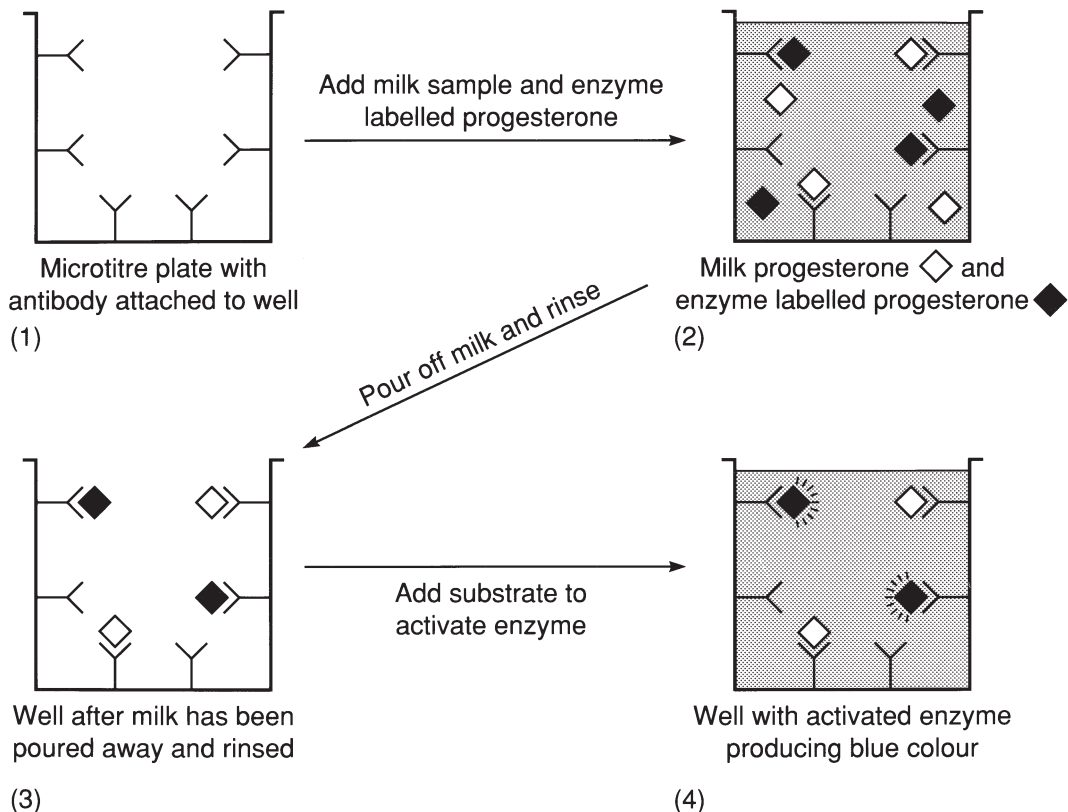 Add milk sample and enzyme
labelled progesterone
Microtitre plate with
antibody attached to well
(1)
Milk progesterone ◇ and
enzyme labelled progesterone ◆
(2)
Pour off milk and rinse
Add substrate to
activate enzyme
Well after milk has been
poured away and rinsed
(3)
Well with activated enzyme
producing blue colour
(4)